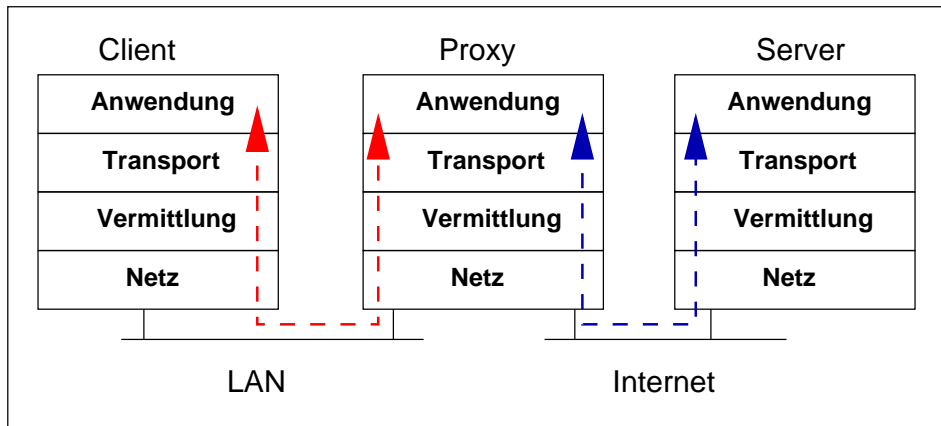 Client Proxy Server
Anwendung Anwendung Anwendung
Transport Transport Transport
Vermittlung Vermittlung Vermittlung
Netz Netz Netz
LAN Internet